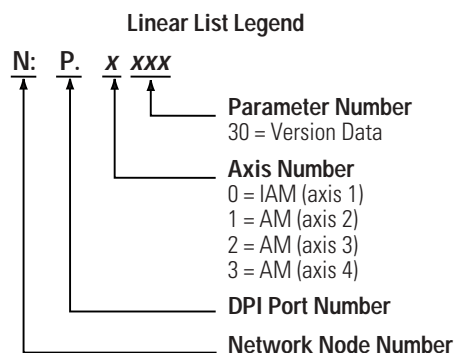 Linear List Legend
N: P. x xxx
Parameter Number
30 = Version Data
Axis Number
0 = IAM (axis 1)
1 = AM (axis 2)
2 = AM (axis 3)
3 = AM (axis 4)
DPI Port Number
Network Node Number